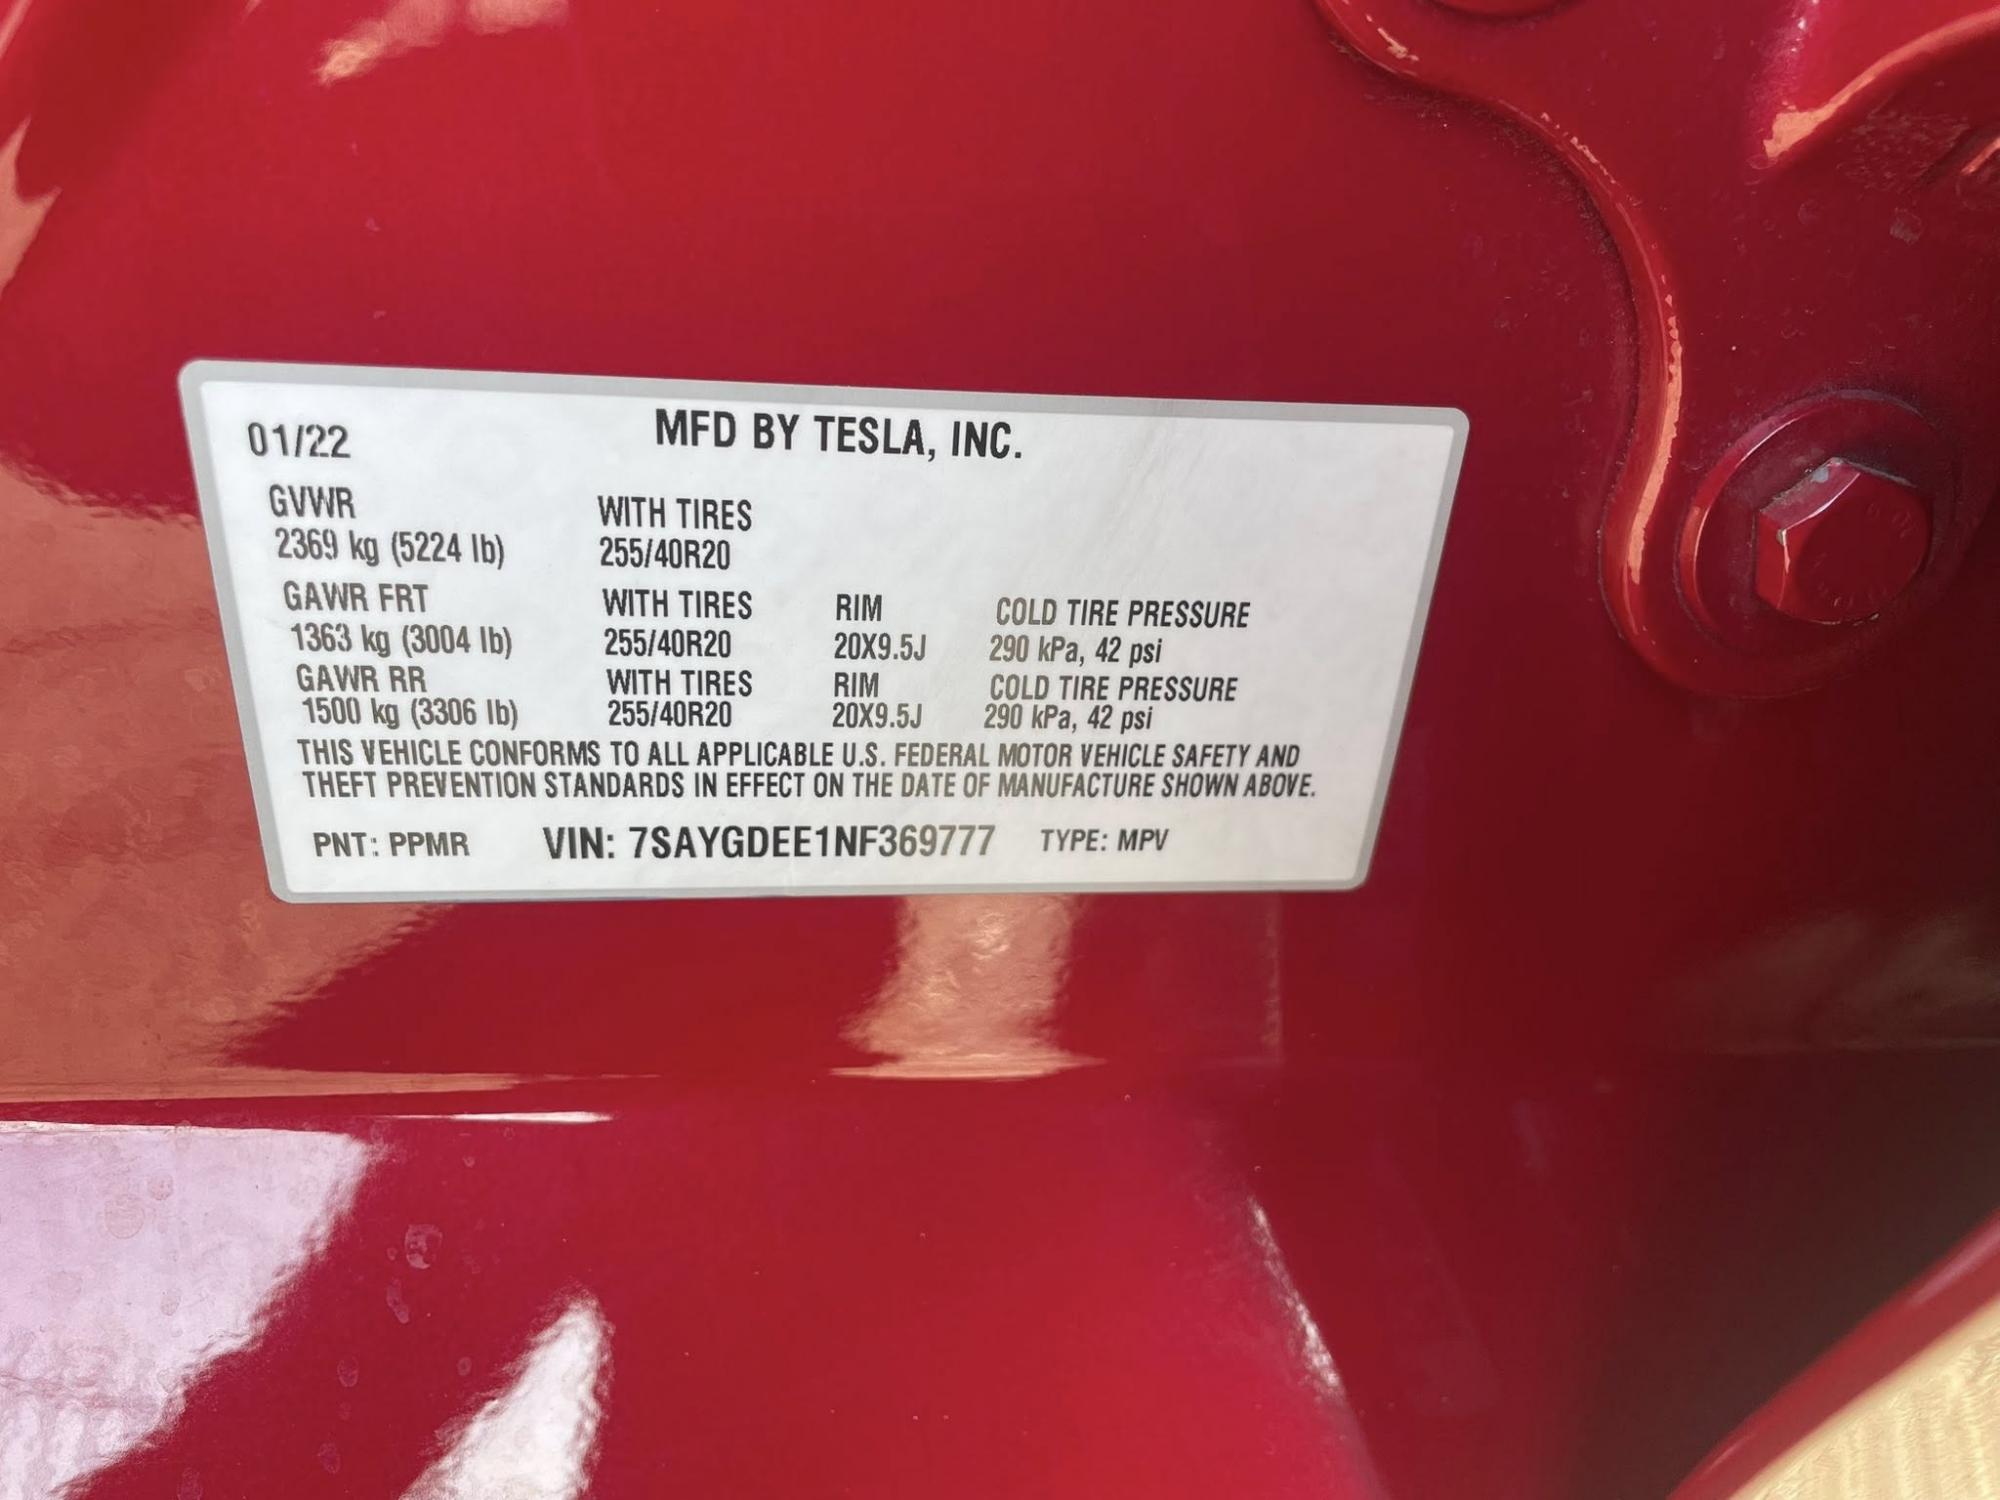 01/22 MFD BY TESLA, INC.
GVWR WITH TIRES
2369 kg (5224 lb) 255/40R20
GAWR FRT WITH TIRES RIM COLD TIRE PRESSURE
1363 kg (3004 lb) 255/40R20 20X9.5J 290 kPa, 42 psi
GAWR RR WITH TIRES RIM COLD TIRE PRESSURE
1500 kg (3306 lb) 255/40R20 20X9.5J 290 kPa, 42 psi
THIS VEHICLE CONFORMS TO ALL APPLICABLE U.S. FEDERAL MOTOR VEHICLE SAFETY AND
THEFT PREVENTION STANDARDS IN EFFECT ON THE DATE OF MANUFACTURE SHOWN ABOVE.
PNT: PPMR VIN: 7SAYGDEE1NF369777 TYPE: MPV